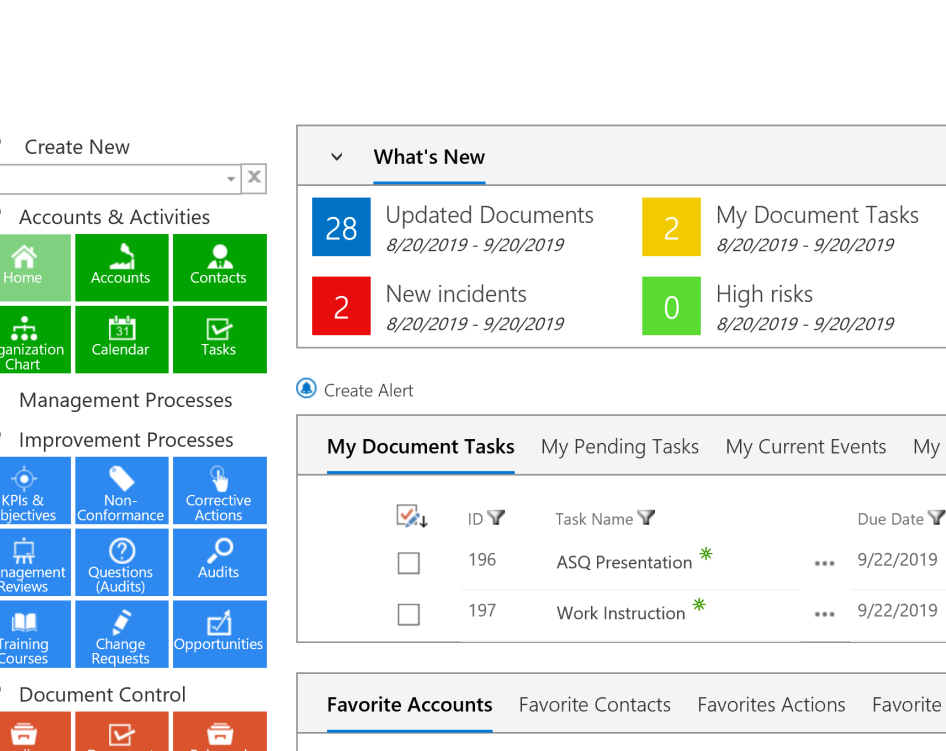 Create New
Accounts & Activities
Home
Accounts
Contacts
Chart
31
Calendar
Tasks
Management Processes
Improvement Processes
KPIs &
Non-
Conformance
Corrective
Actions
Reviews
Questions
(Audits)
Audits
Courses
Change
Requests
Opportunities
Document Control
What's New
28
Updated Documents
8/20/2019 - 9/20/2019
2
My Document Tasks
8/20/2019 - 9/20/2019
2
New incidents
8/20/2019 - 9/20/2019
0
High risks
8/20/2019 - 9/20/2019
Create Alert
My Document Tasks My Pending Tasks My Current Events My
ID Task Name Due Date
196 ASQ Presentation 9/22/2019
197 Work Instruction 9/22/2019
Favorite Accounts Favorite Contacts Favorites Actions Favorite